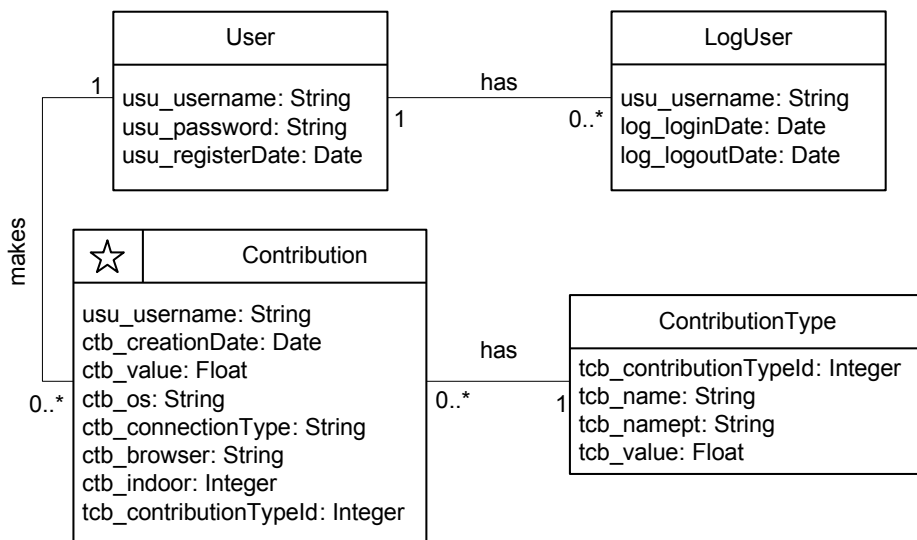 User
usu_username: String
usu_password: String
usu_registerDate: Date
1
1
has
0..*
LogUser
usu_username: String
log_loginDate: Date
log_logoutDate: Date
makes
0..*
Contribution
usu_username: String
ctb_creationDate: Date
ctb_value: Float
ctb_os: String
ctb_connectionType: String
ctb_browser: String
ctb_indoor: Integer
tcb_contributionTypeId: Integer
has
0..*
1
ContributionType
tcb_contributionTypeId: Integer
tcb_name: String
tcb_namept: String
tcb_value: Float